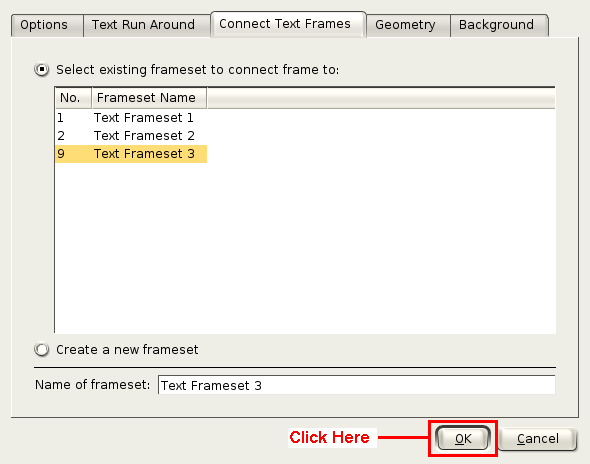 Options Text Run Around Connect Text Frames Geometry Background
Select existing frameset to connect frame to:
No. Frameset Name
1 Text Frameset 1
2 Text Frameset 2
9 Text Frameset 3
Create a new frameset
Name of frameset: Text Frameset 3
Click Here OK Cancel